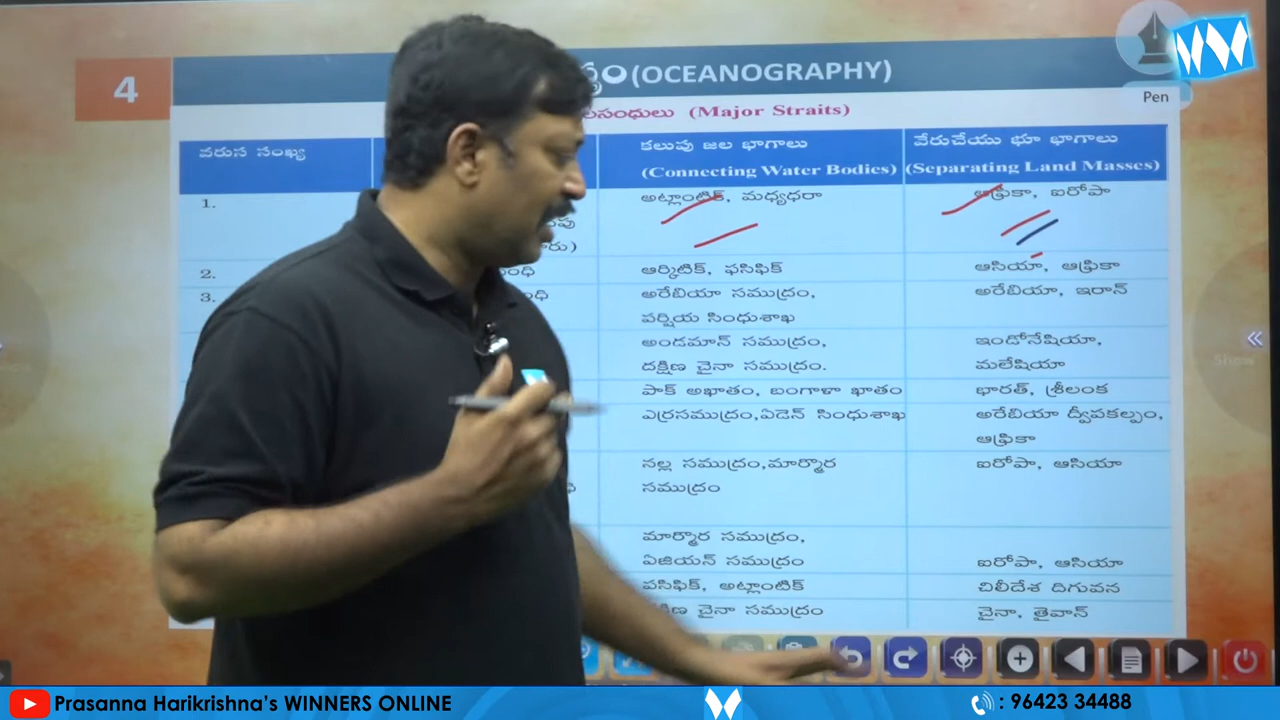 4
(OCEANOGRAPHY)
Pen
(Major Straits)
వరుస సంఖ్య
కలుపు జల భాగాలు
(Connecting Water Bodies)
వేరుచేయు భూ భాగాలు
(Separating Land Masses)
1.
అట్లాంటిక్, మధ్యధరా
ఆఫ్రికా, ఐరోపా
2.
ఆర్కిటిక్, ఫసిఫిక్
ఆసియా, ఆఫ్రికా
3.
అరేబియా సముద్రం,
పర్షియ సింధుశాఖ
అరేబియా, ఇరాన్
అండమాన్ సముద్రం,
దక్షిణ చైనా సముద్రం.
ఇండోనేషియా,
మలేషియా
పాక్ అఖాతం, బంగాళా ఖాతం
భారత్, శ్రీలంక
ఎర్రసముద్రం,ఏడెన్ సింధుశాఖ
అరేబియా ద్వీపకల్పం,
ఆఫ్రికా
నల్ల సముద్రం,మార్మొర
సముద్రం
ఐరోపా, ఆసియా
మార్మొర సముద్రం,
ఏజియన్ సముద్రం
ఐరోపా, ఆసియా
పసిఫిక్, అట్లాంటిక్
చిలీదేశ దిగువన
చైనా సముద్రం
చైనా, తైవాన్
Show
Prasanna Harikrishna's WINNERS ONLINE
: 96423 34488